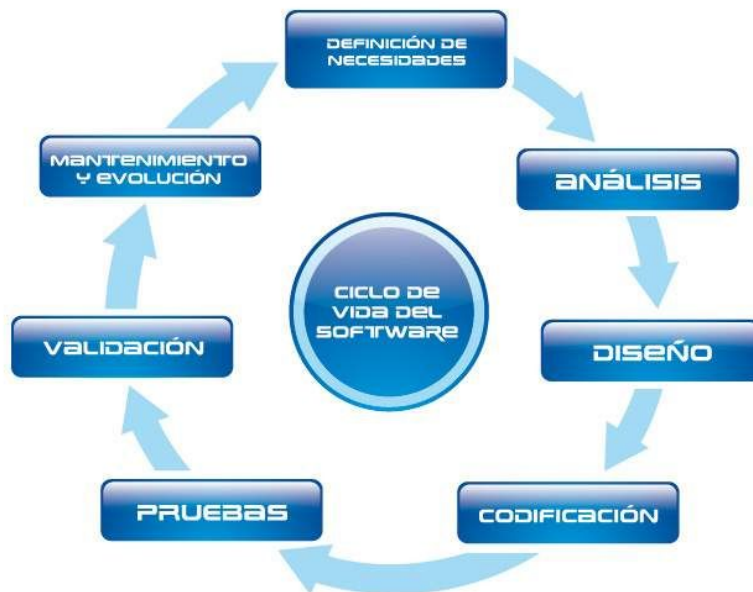 DEFINICIÓN DE
NECESIDADES
ANÁLISIS
DISEÑO
CODIFICACIÓN
PRUEBAS
VALIDACIÓN
MANTENIMIENTO
Y EVOLUCIÓN
CICLO DE
VIDA DEL
SOFTWARE